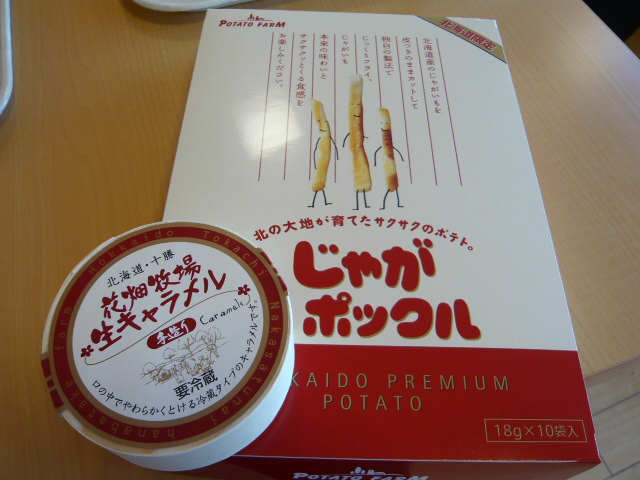 POTATO FARM
北海道限定
北海道産のじゃがいもを
皮つきのままカットして
独自の製法で
じっくりフライ。
じゃがいも
本来の味わいと
サクサクッとくる食感を
お楽しみください。
北の大地が育てたサクサクのポテト。
じゃが
ポックル
KAIDO PREMIUM
POTATO
18g×10袋入
POTATO FARM
Hokkaido Tokachi Nakasatunai
hanabatake farm
北海道・十勝
花畑牧場
生キャラメル
手造り
Caramels
要冷蔵
口の中でやわらかくとける冷蔵タイプのキャラメルです。